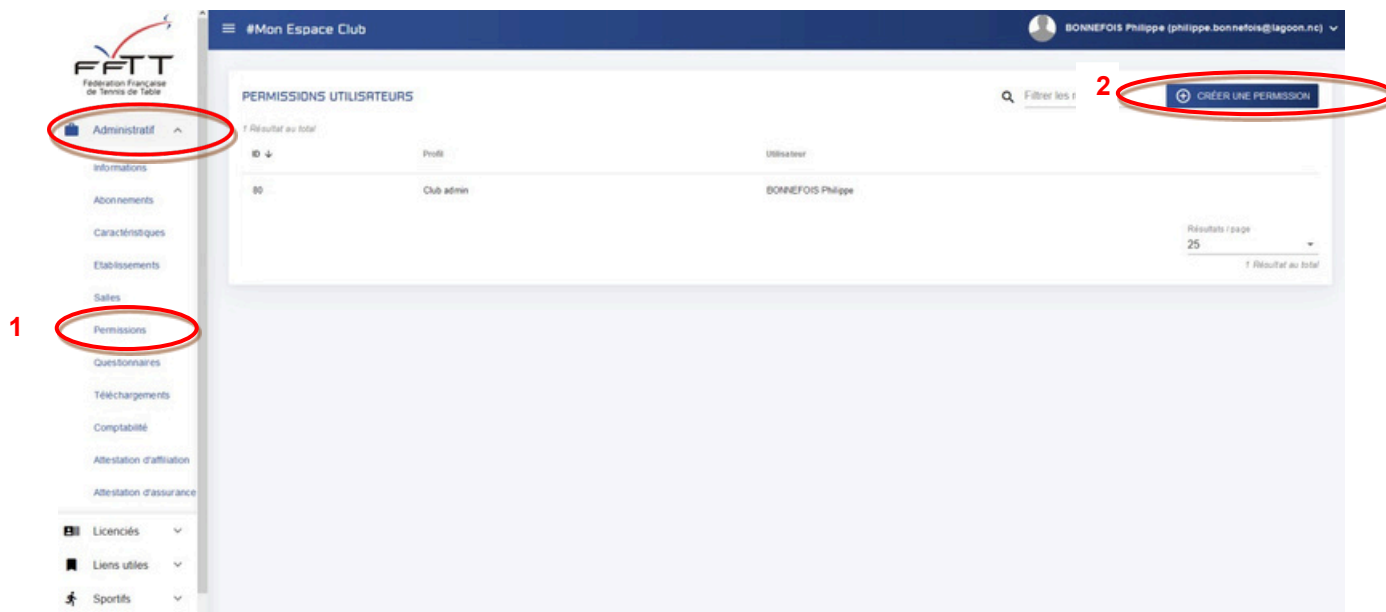 FFTT
Fédération Française
de Tennis de Table
#Mon Espace Club
BONNEFOIS Philippe (philippe.bonnefois@lagoon.nc)
PERMISSIONS UTILISATEURS
Filtrer les r
2
CRÉER UNE PERMISSION
1 Résultat au total
ID
Profil
Utilisateur
80
Club admin
BONNEFOIS Philippe
Résultats / page
25
1 Résultat au total
Administratif
Informations
Abonnements
Caractéristiques
Etablissements
Salles
1
Permissions
Questionnaires
Téléchargements
Comptabilité
Attestation d'affiliation
Attestation d'assurance
Licenciés
Liens utiles
Sportifs